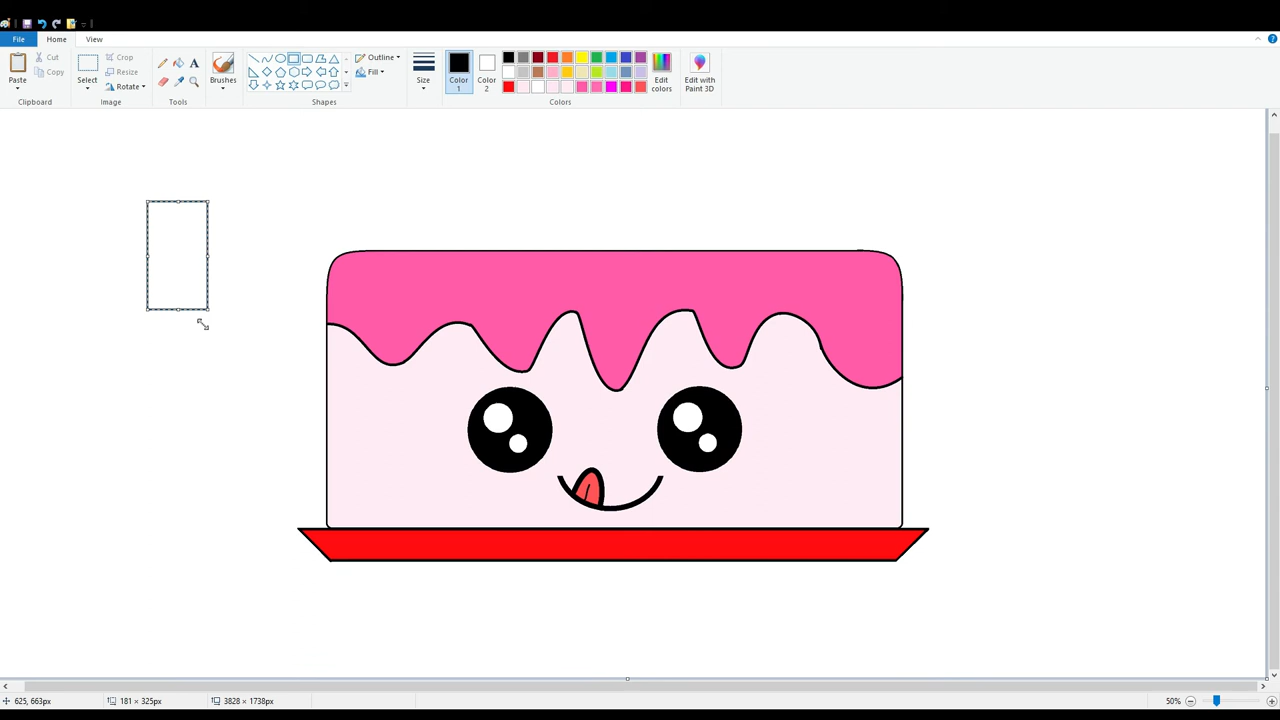 File Home View
Paste
Cut
Copy
Clipboard
Select
Crop
Resize
Rotate
Image
A
Tools
Brushes
Outline
Fill
Shapes
Size
Color 1
Color 2
Edit colors
Colors
Edit with Paint 3D
625, 663px 181 × 325px 3828 × 1738px 50%